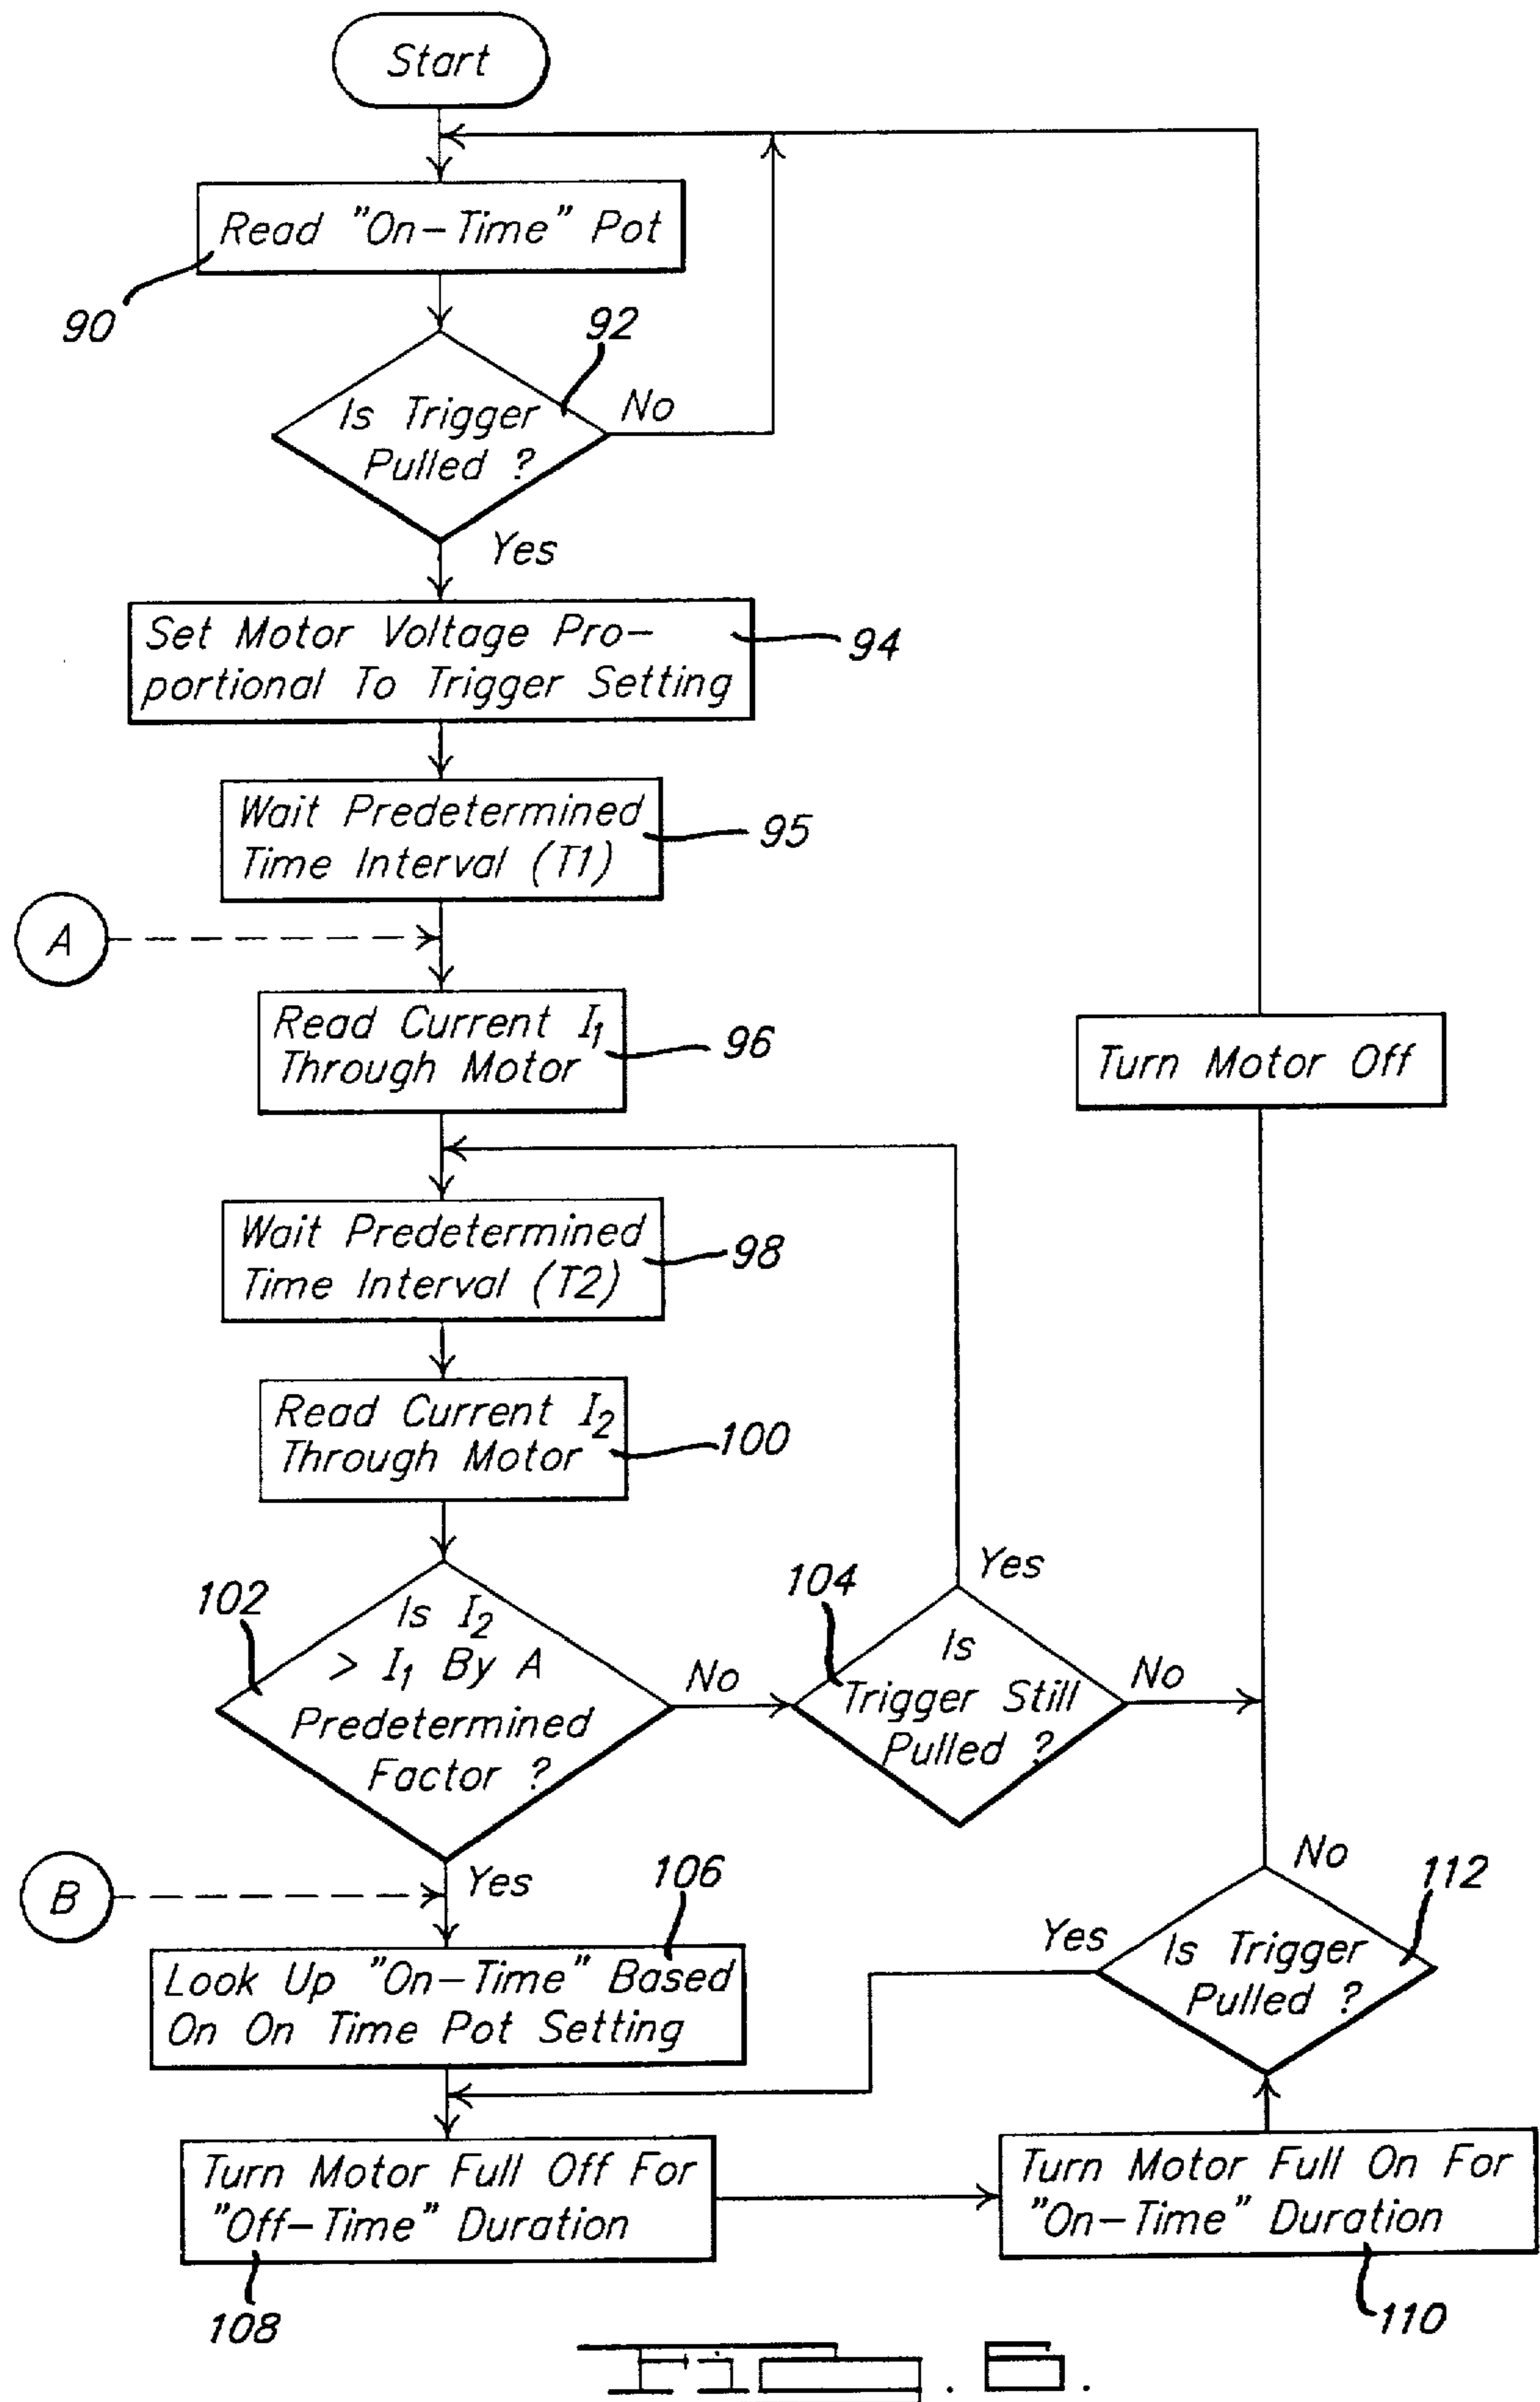 Start
Read "On-Time" Pot
90
92
Is Trigger
Pulled ?
No
Yes
Set Motor Voltage Pro-
portional To Trigger Setting
94
Wait Predetermined
Time Interval (T1)
95
A
Read Current I1
Through Motor
96
Turn Motor Off
Wait Predetermined
Time Interval (T2)
98
Read Current I2
Through Motor
100
102
Is I2
> I1 By A
Predetermined
Factor ?
No
104
Yes
Is
Trigger Still
Pulled ?
No
B
Yes
106
Look Up "On-Time" Based
On On Time Pot Setting
No
112
Yes
Is Trigger
Pulled ?
Turn Motor Full Off For
"Off-Time" Duration
108
Turn Motor Full On For
"On-Time" Duration
110